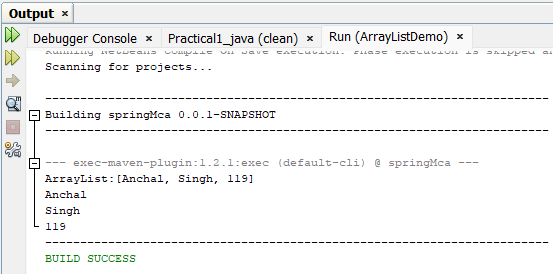 Output ×
Debugger Console × Practical1_java (clean) × Run (ArrayListDemo) ×
Running NetBeans Compile On Save execution. Phase execution is skipped an
Scanning for projects...
------------------------------------------------------------------------
Building springMca 0.0.1-SNAPSHOT
------------------------------------------------------------------------
--- exec-maven-plugin:1.2.1:exec (default-cli) @ springMca ---
ArrayList:[Anchal, Singh, 119]
Anchal
Singh
119
------------------------------------------------------------------------
BUILD SUCCESS